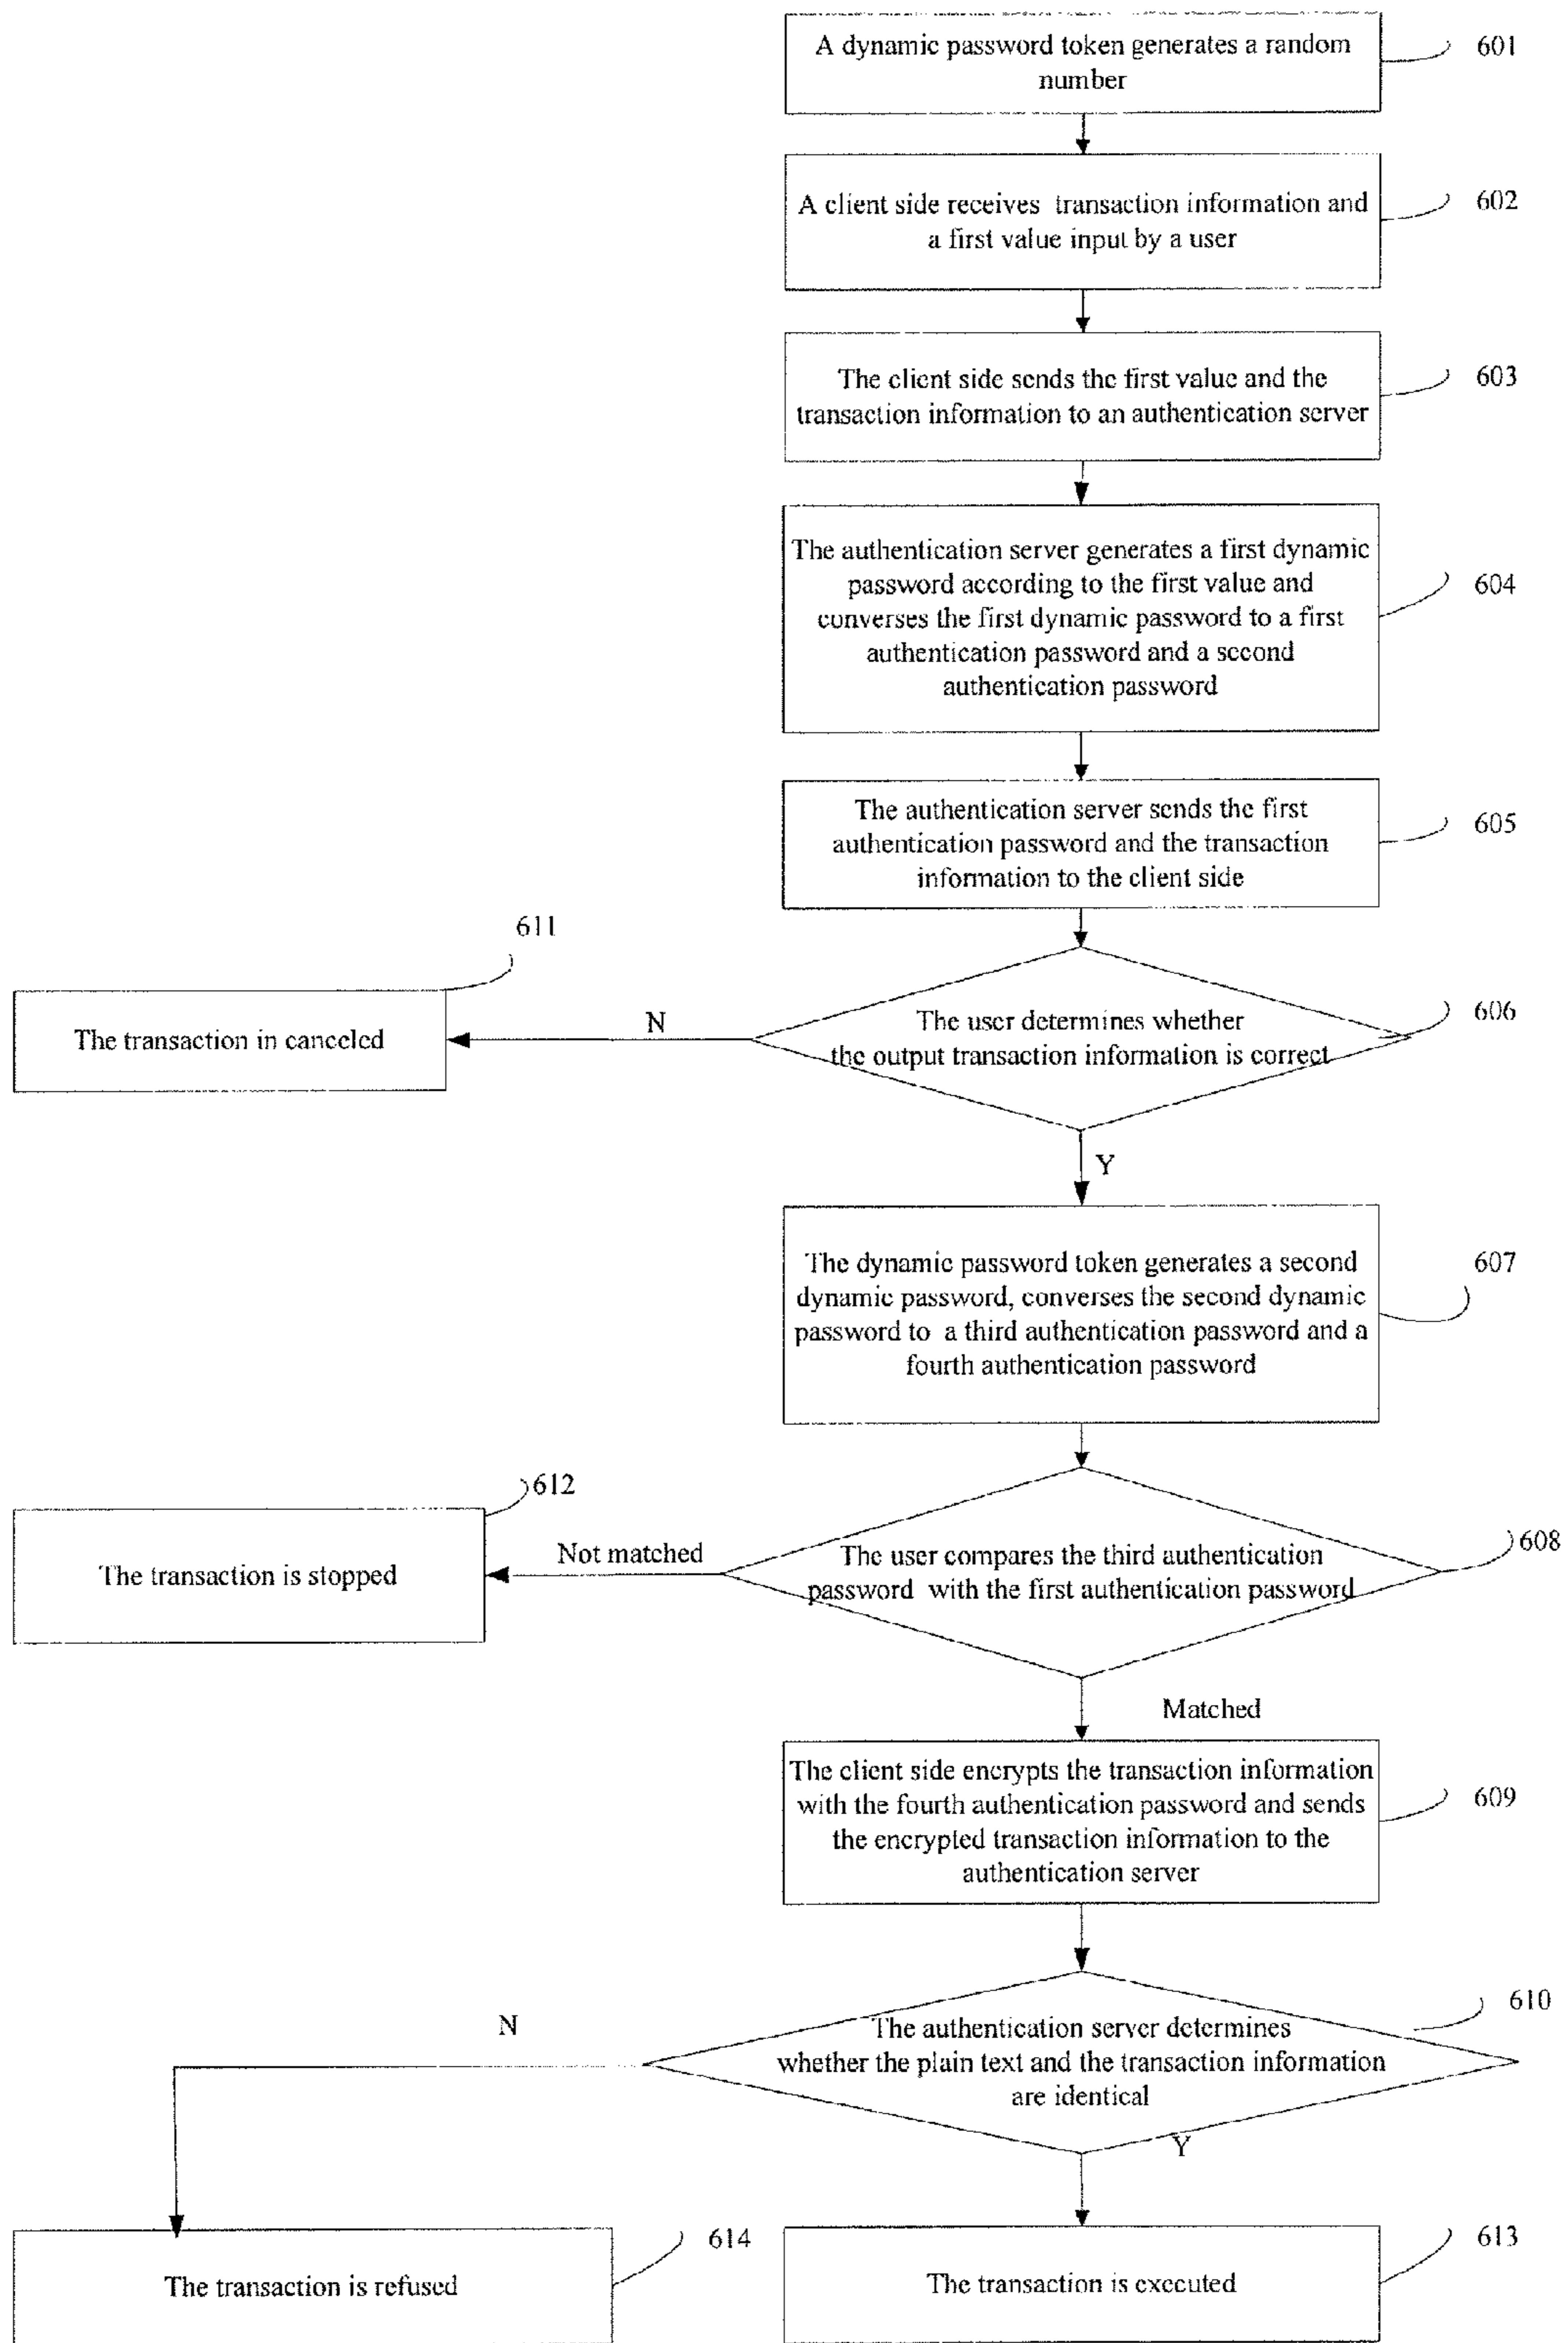 A dynamic password token generates a random
number
601
A client side receives transaction information and
a first value input by a user
602
The client side sends the first value and the
transaction information to an authentication server
603
The authentication server generates a first dynamic
password according to the first value and
converses the first dynamic password to a first
authentication password and a second
authentication password
604
The authentication server sends the first
authentication password and the transaction
information to the client side
605
611
The transaction in canceled
N
The user determines whether
the output transaction information is correct
606
Y
The dynamic password token generates a second
dynamic password, converses the second dynamic
password to a third authentication password and a
fourth authentication password
607
612
The transaction is stopped
Not matched
The user compares the third authentication
password with the first authentication password
608
Matched
The client side encrypts the transaction information
with the fourth authentication password and sends
the encrypted transaction information to the
authentication server
609
N
The authentication server determines
whether the plain text and the transaction information
are identical
610
Y
The transaction is refused
614
The transaction is executed
613